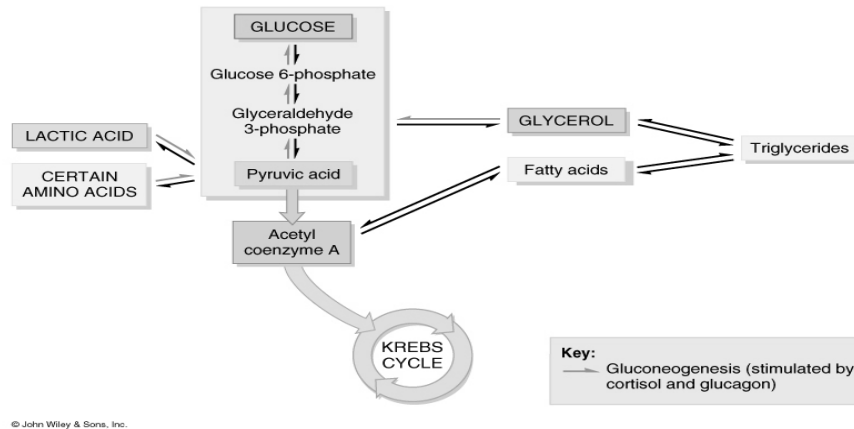 GLUCOSE
Glucose 6-phosphate
Glyceraldehyde
3-phosphate
LACTIC ACID
CERTAIN
AMINO ACIDS
Pyruvic acid
GLYCEROL
Triglycerides
Fatty acids
Acetyl
coenzyme A
KREBS
CYCLE
Key:
Gluconeogenesis (stimulated by
cortisol and glucagon)
© John Wiley & Sons, Inc.